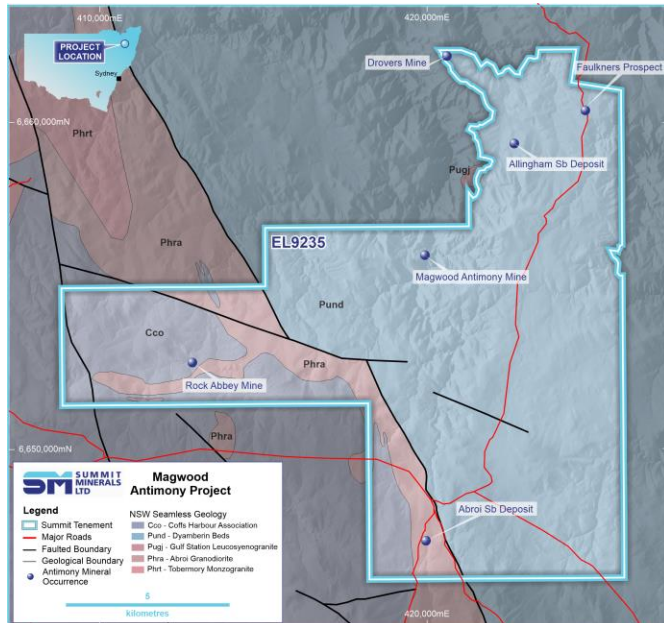 410,000mE
420,000mE
PROJECT
LOCATION
Sydney
Drovers Mine
Faulkners Prospect
6,660,000mN
Phrt
Allingham Sb Deposit
Pugj
Phra
EL9235
Magwood Antimony Mine
Pund
Cco
Phra
Rock Abbey Mine
Phra
6,650,000mN
Abroi Sb Deposit
SM SUMMIT
MINERALS
LTD
Magwood
Antimony Project
Legend
Summit Tenement
Major Roads
Faulted Boundary
Geological Boundary
Antimony Mineral
Occurrence
NSW Seamless Geology
Cco - Coffs Harbour Association
Pund - Dyamberin Beds
Pugj - Gulf Station Leucosyenogranite
Phra - Abroi Granodiorite
Phrt - Tobermory Monzogranite
5
kilometres
420,000mE